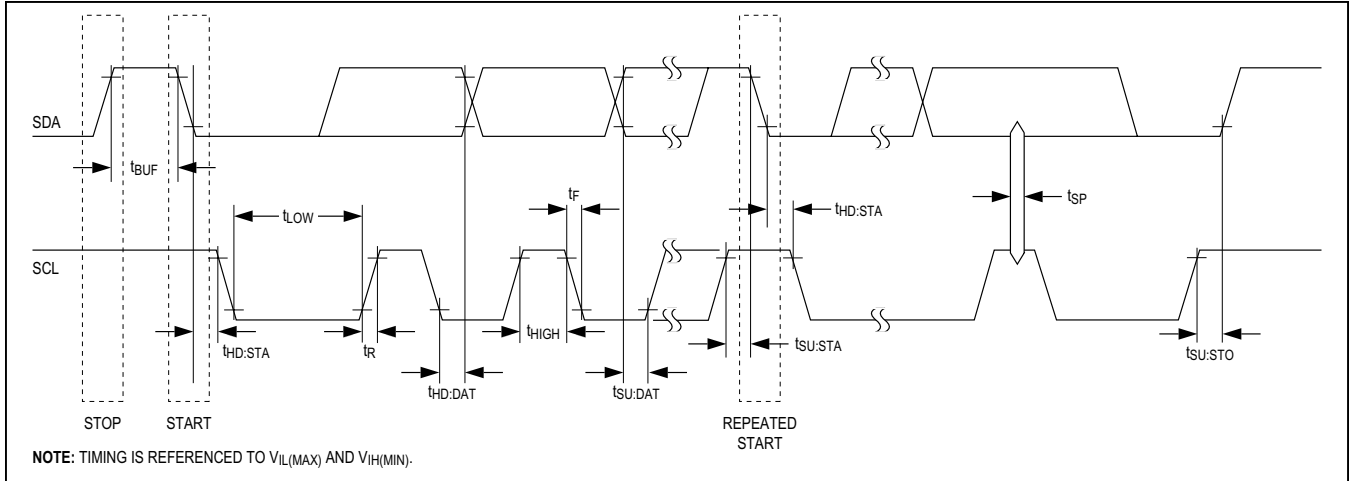 SDA
tBUF
tF
tLOW
tHD:STA
tSP
SCL
tHD:STA
tR
tHIGH
tSU:STA
tSU:STO
tHD:DAT
tSU:DAT
STOP
START
REPEATED
START
NOTE: TIMING IS REFERENCED TO VIL(MAX) AND VIH(MIN).